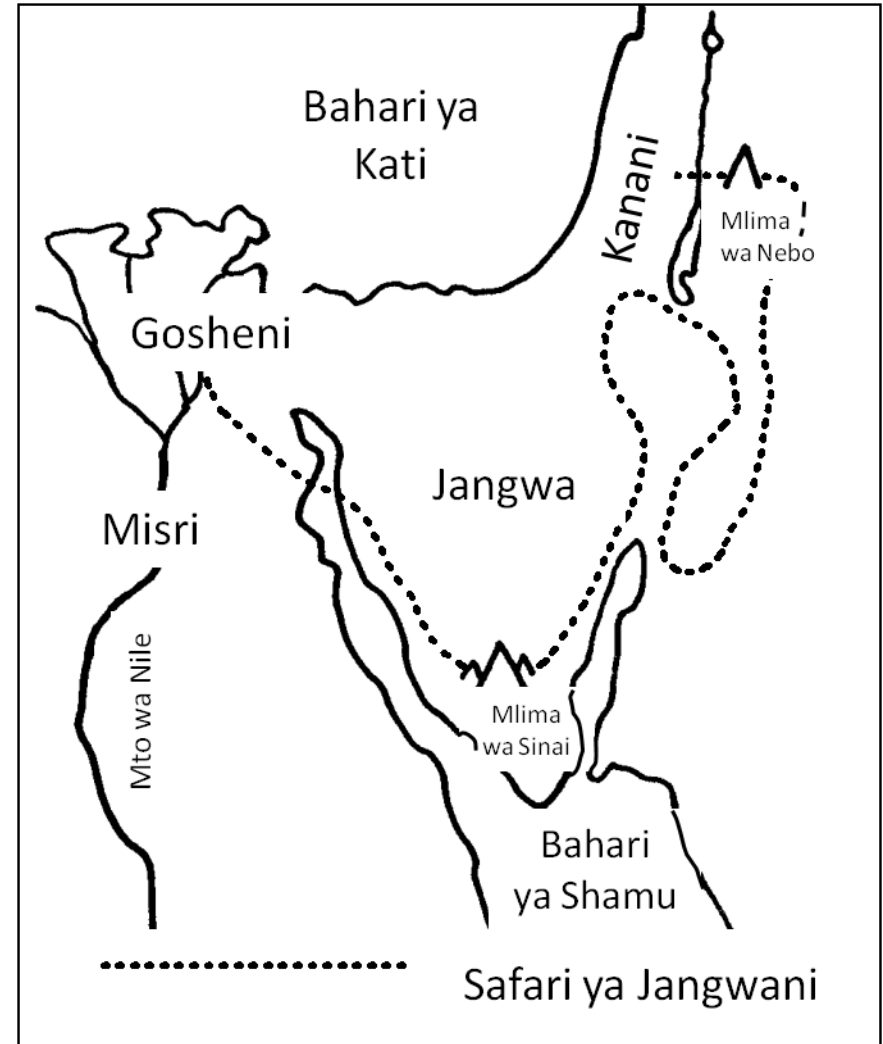 Bahari ya
Kati
Kanani
Mlima
wa Nebo
Gosheni
Jangwa
Misri
Mto wa Nile
Mlima
wa Sinai
Bahari
ya Shamu
Safari ya Jangwani